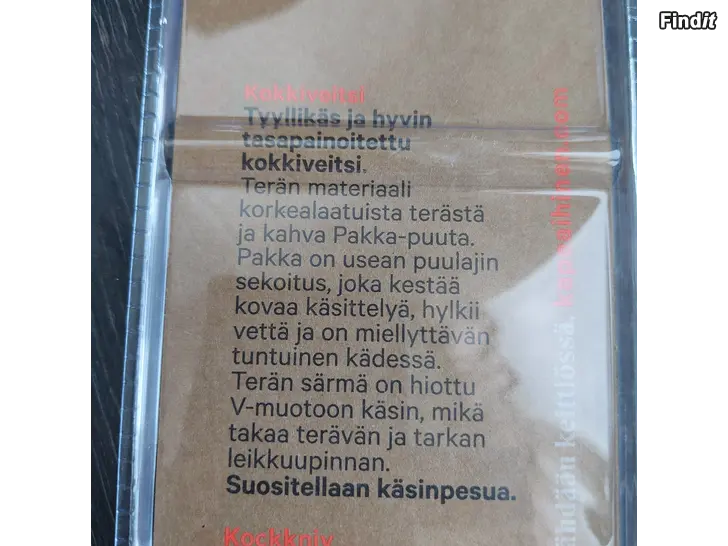 Findit
Kokkiveitsi
Tyylikäs ja hyvin
tasapainoitettu
kokkiveitsi.
Terän materiaali
korkealaatuista terästä
ja kahva Pakka-puuta.
Pakka on usean puulajin
sekoitus, joka kestää
kovaa käsittelyä, hylkii
vettä ja on miellyttävän
tuntuinen kädessä.
Terän särmä on hiottu
V-muotoon käsin, mikä
takaa terävän ja tarkan
leikkuupinnan.
Suositellaan käsinpesua.
Kockkniv
keittiössä.